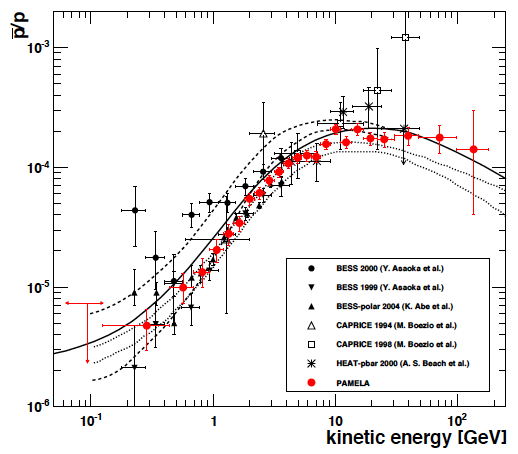 p̅/p
10⁻³
10⁻⁴
10⁻⁵
10⁻⁶
BESS 2000 (Y. Asaoka et al.)
BESS 1999 (Y. Asaoka et al.)
BESS-polar 2004 (K. Abe et al.)
CAPRICE 1994 (M. Boezio et al.)
CAPRICE 1998 (M. Boezio et al.)
HEAT-pbar 2000 (A. S. Beach et al.)
PAMELA
10⁻¹ 1 10 10²
kinetic energy [GeV]